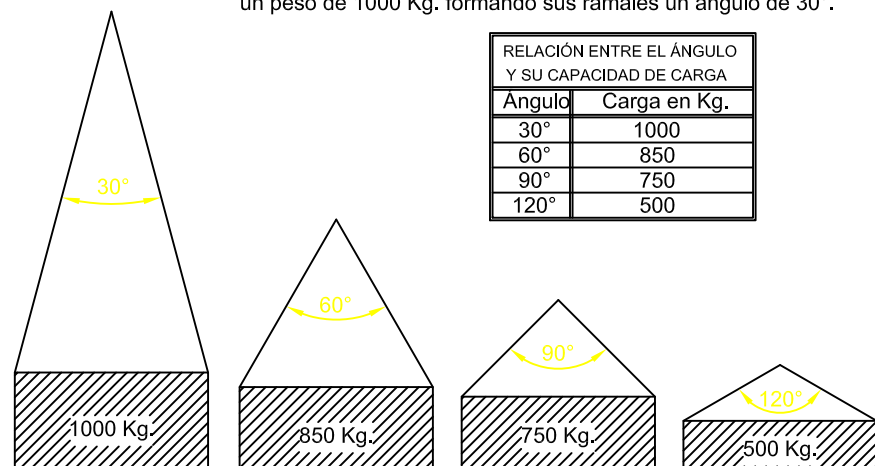 un peso de 1000 Kg. formando sus ramales un ángulo de 30°.
RELACIÓN ENTRE EL ÁNGULO
Y SU CAPACIDAD DE CARGA
Ángulo Carga en Kg.
30° 1000
60° 850
90° 750
120° 500
30°
60°
90°
120°
1000 Kg.
850 Kg.
750 Kg.
500 Kg.